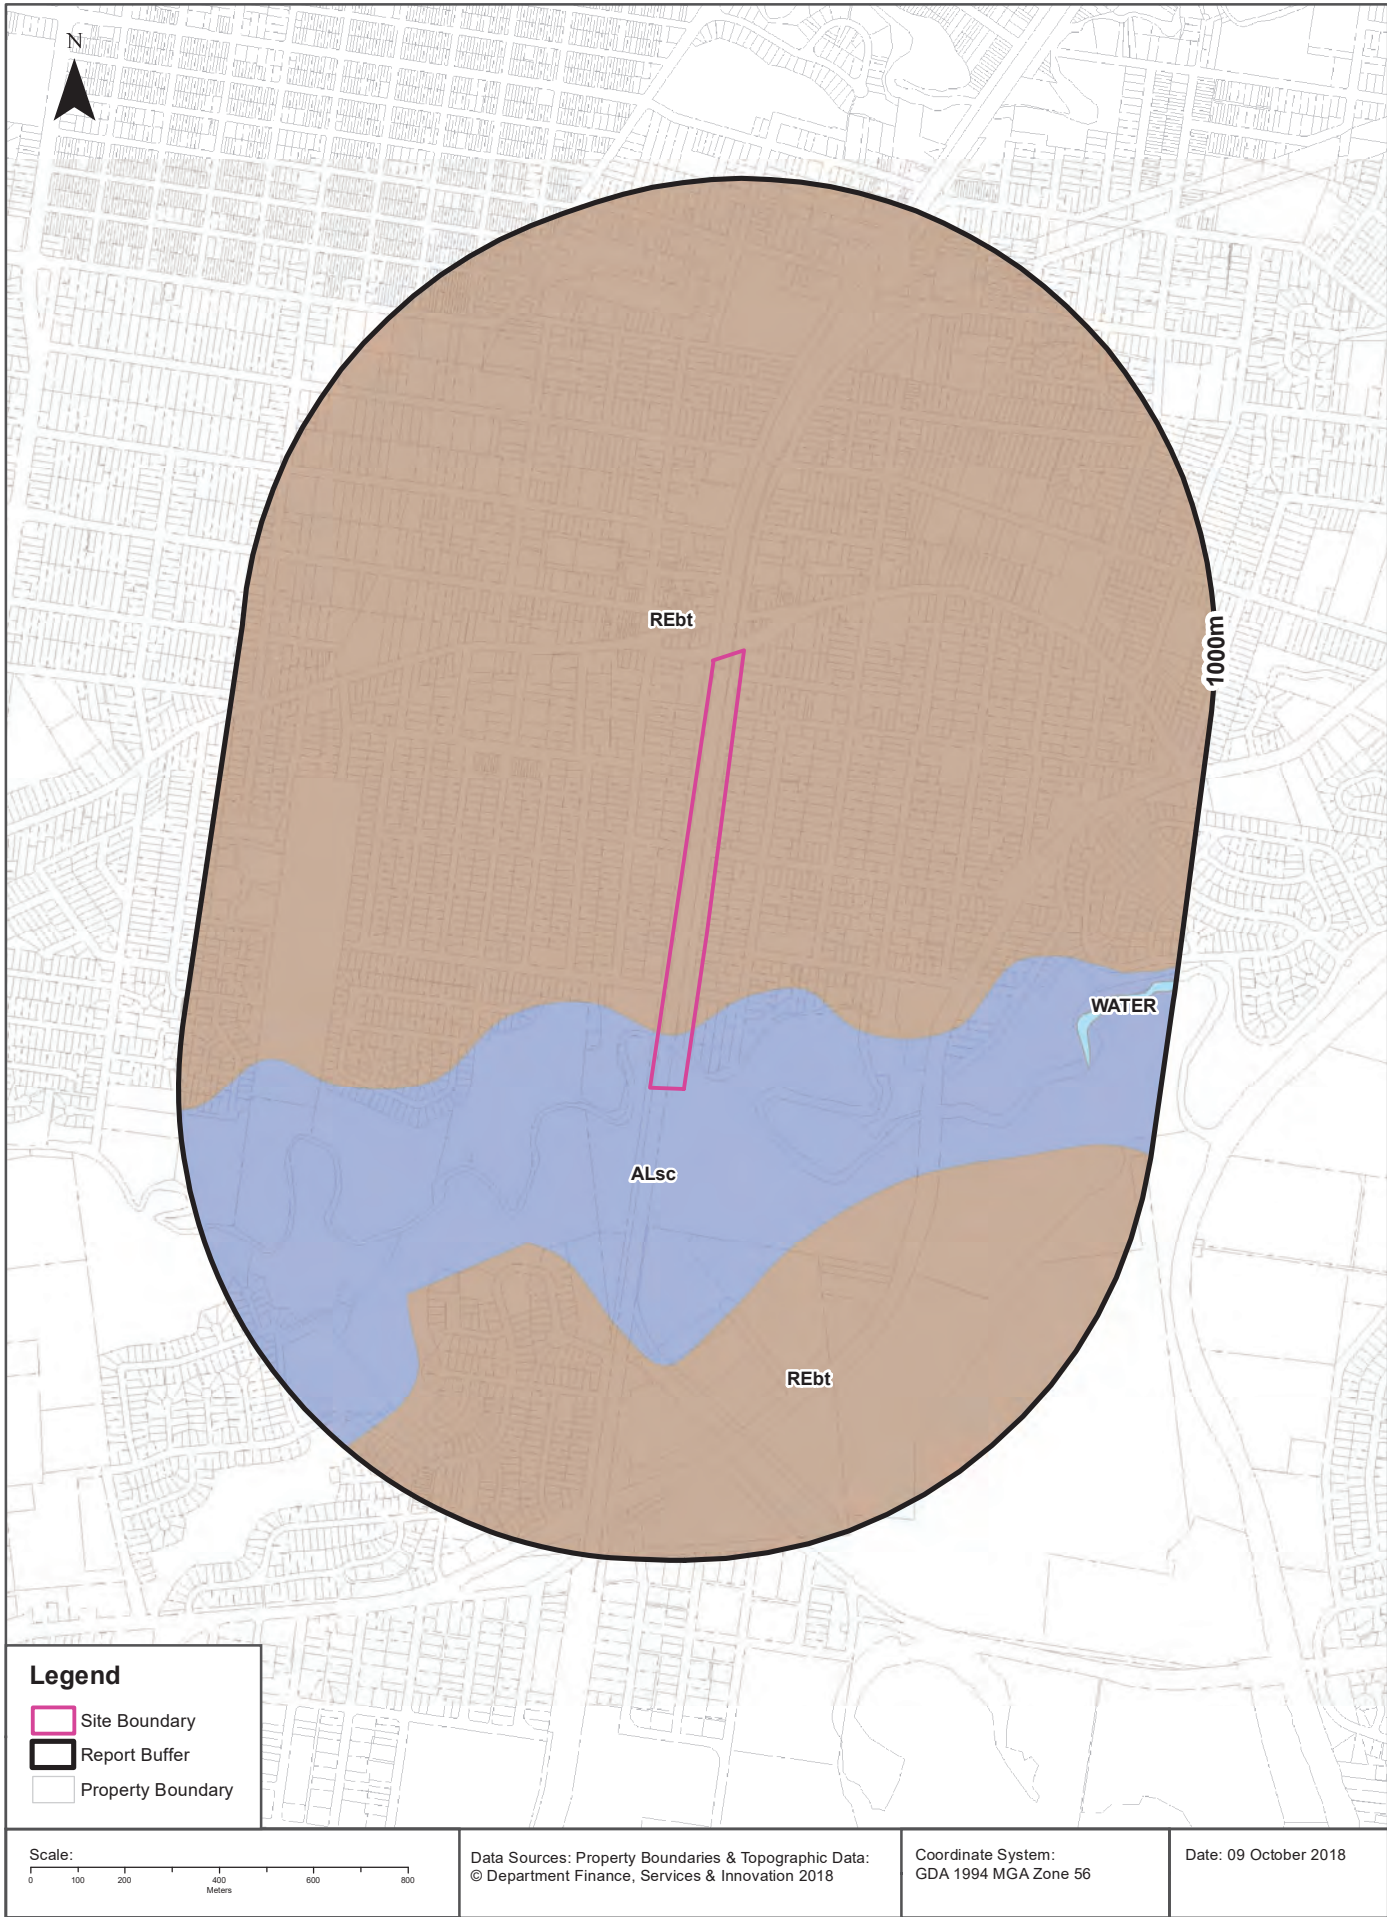 N
REbt
1000m
WATER
ALsc
REbt
Legend
Site Boundary
Report Buffer
Property Boundary
Scale:
0 100 200 400 600 800
Meters
Data Sources: Property Boundaries & Topographic Data:
© Department Finance, Services & Innovation 2018
Coordinate System:
GDA 1994 MGA Zone 56
Date: 09 October 2018